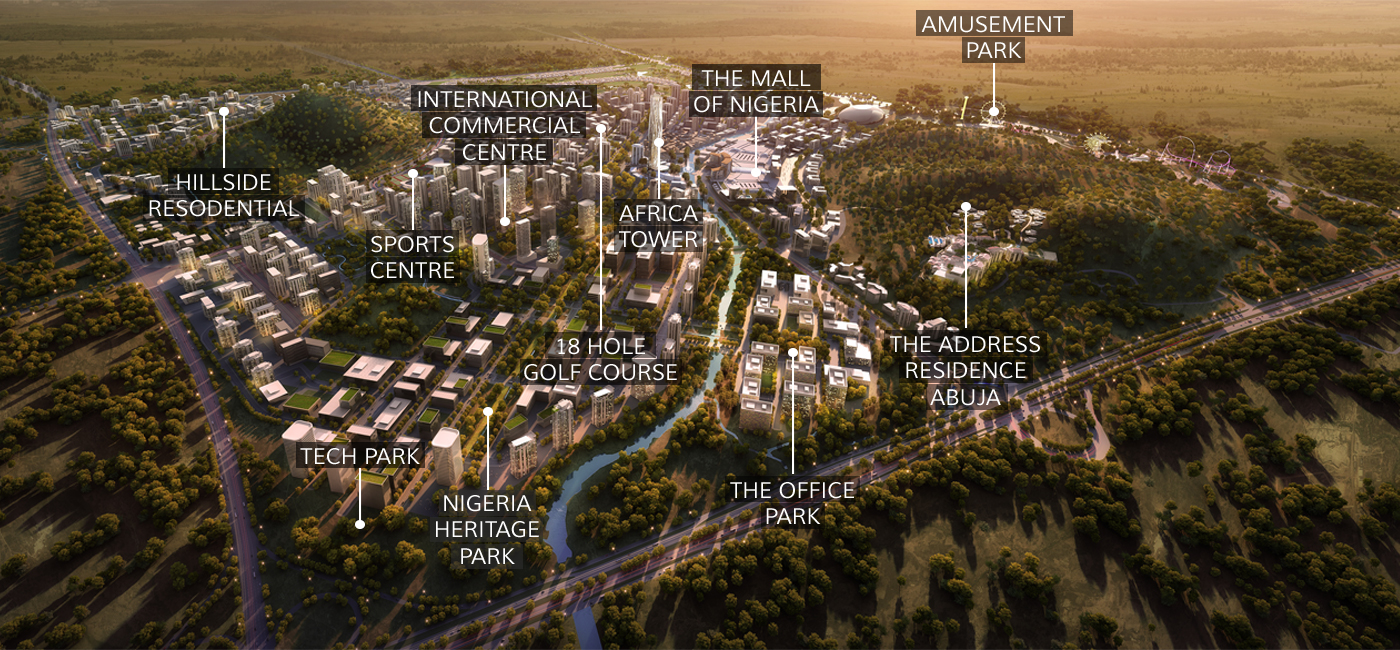 AMUSEMENT
PARK
THE MALL
OF NIGERIA
INTERNATIONAL
COMMERCIAL
CENTRE
HILLSIDE
RESODENTIAL
AFRICA
TOWER
SPORTS
CENTRE
18 HOLE
GOLF COURSE
THE ADDRESS
RESIDENCE
ABUJA
TECH PARK
NIGERIA
HERITAGE
PARK
THE OFFICE
PARK